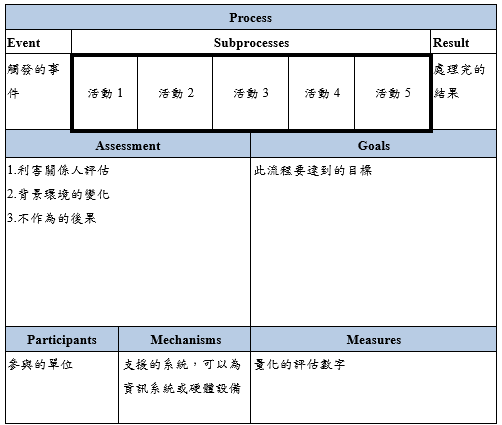 Process
Event Subprocesses Result
觸發的事件 活動 1 活動 2 活動 3 活動 4 活動 5 處理完的結果
Assessment Goals
1.利害關係人評估 此流程要達到的目標
2.背景環境的變化
3.不作為的後果
Participants Mechanisms Measures
參與的單位 支援的系統，可以為 量化的評估數字
資訊系統或硬體設備